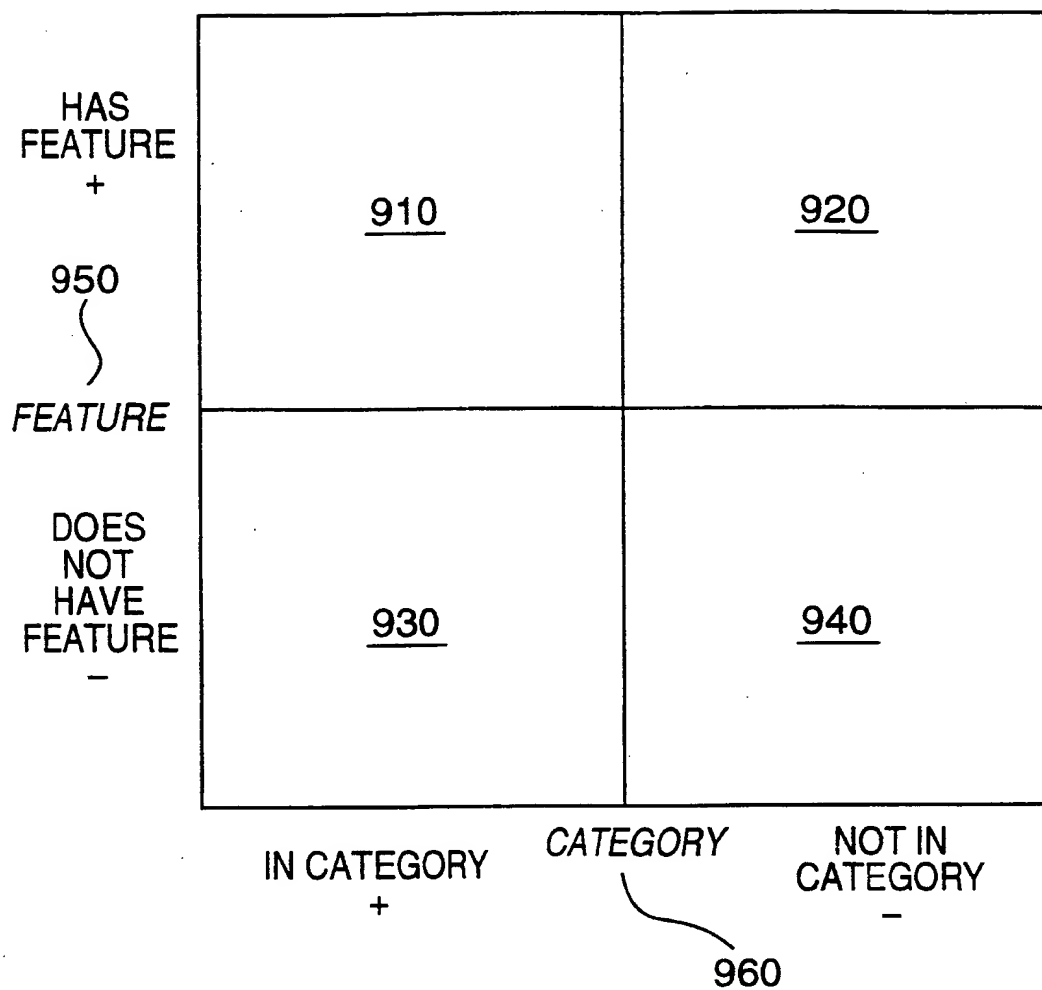 HAS
FEATURE
+
910
920
950
FEATURE
DOES
NOT
HAVE
FEATURE
–
930
940
IN CATEGORY
+
CATEGORY
NOT IN
CATEGORY
–
960